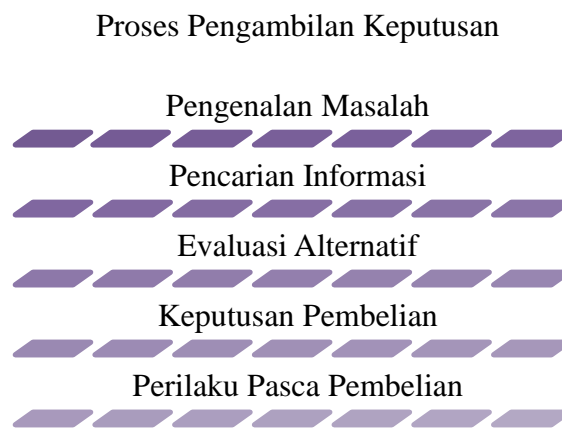 Proses Pengambilan Keputusan
Pengenalan Masalah
Pencarian Informasi
Evaluasi Alternatif
Keputusan Pembelian
Perilaku Pasca Pembelian